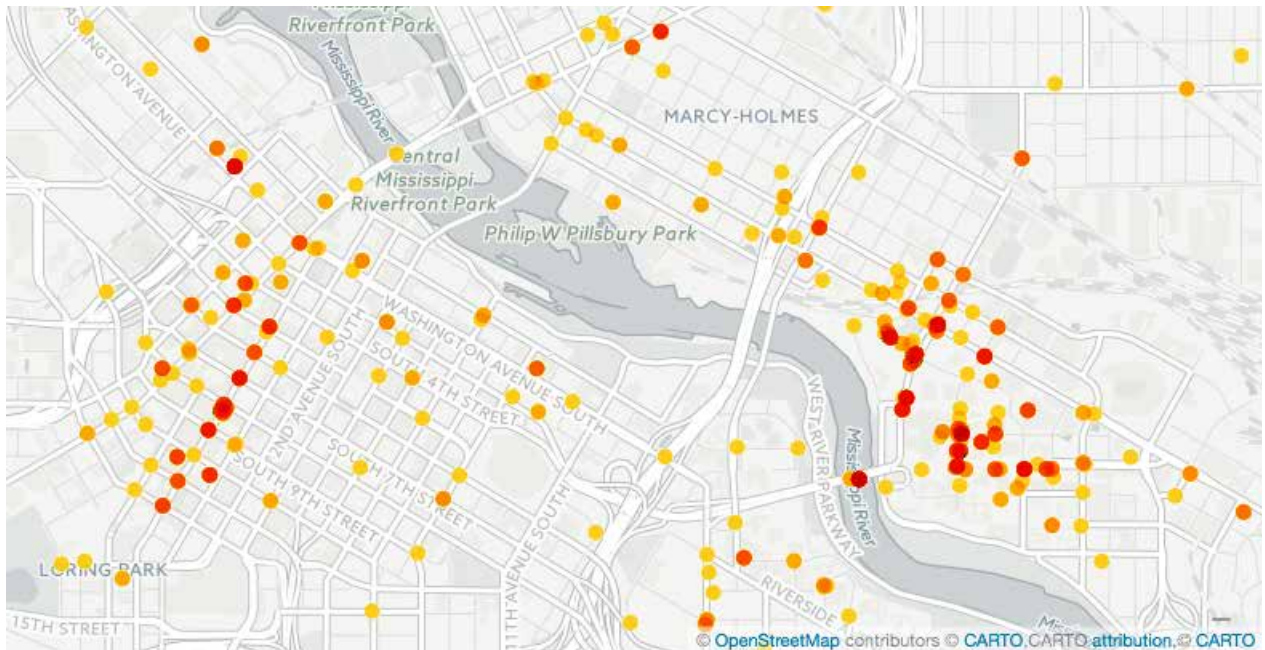 Mississippi
Riverfront Park
WASHINGTON AVENUE
Mississippi River
MARCY-HOLMES
Central
Mississippi
Riverfront Park
Philip W Pillsbury Park
WASHINGTON AVENUE SOUTH
2ND AVENUE SOUTH
SOUTH 4TH STREET
SOUTH 7TH STREET
SOUTH 9TH STREET
11TH AVENUE SOUTH
WEST RIVER PARKWAY
Mississippi River
LORING PARK
RIVERSIDE
15TH STREET
© OpenStreetMap contributors © CARTO,CARTO attribution,© CARTO